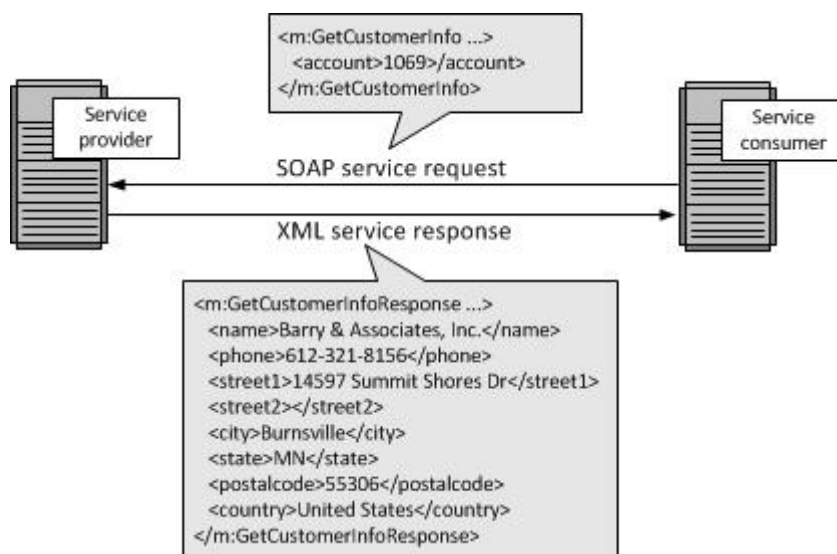 <m:GetCustomerInfo ...>
<account>1069>/account>
</m:GetCustomerInfo>
Service
provider
Service
consumer
SOAP service request
XML service response
<m:GetCustomerInfoResponse ...>
<name>Barry & Associates, Inc.</name>
<phone>612-321-8156</phone>
<street1>14597 Summit Shores Dr</street1>
<street2></street2>
<city>Burnsville</city>
<state>MN</state>
<postalcode>55306</postalcode>
<country>United States</country>
</m:GetCustomerInfoResponse>